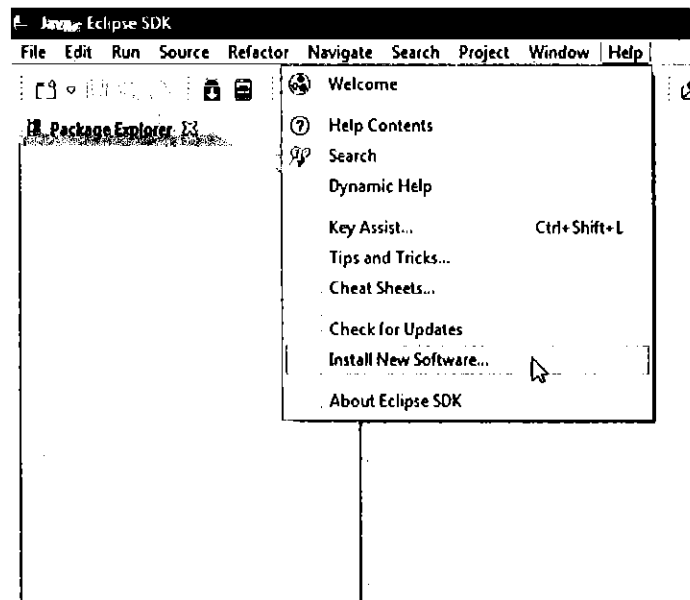 Java - Eclipse SDK
File Edit Run Source Refactor Navigate Search Project Window Help
Package Explorer
Welcome
Help Contents
Search
Dynamic Help
Key Assist... Ctrl+Shift+L
Tips and Tricks...
Cheat Sheets...
Check for Updates
Install New Software...
About Eclipse SDK